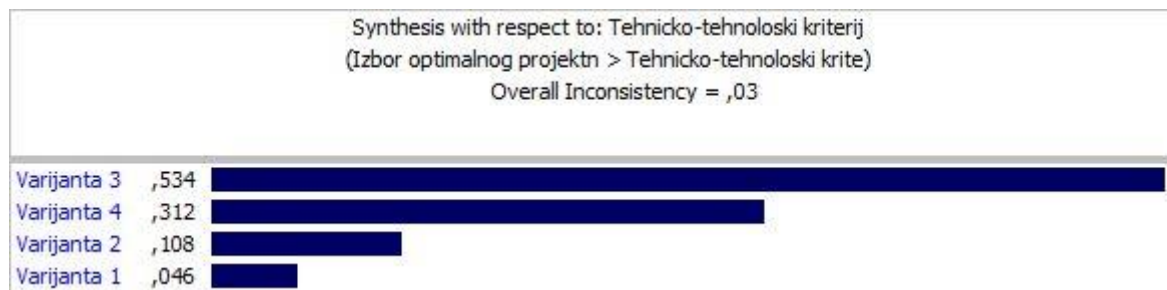 Synthesis with respect to: Tehnicko-tehnoloski kriterij
(Izbor optimalnog projektn > Tehnicko-tehnoloski krite)
Overall Inconsistency = ,03
Varijanta 3 ,534
Varijanta 4 ,312
Varijanta 2 ,108
Varijanta 1 ,046